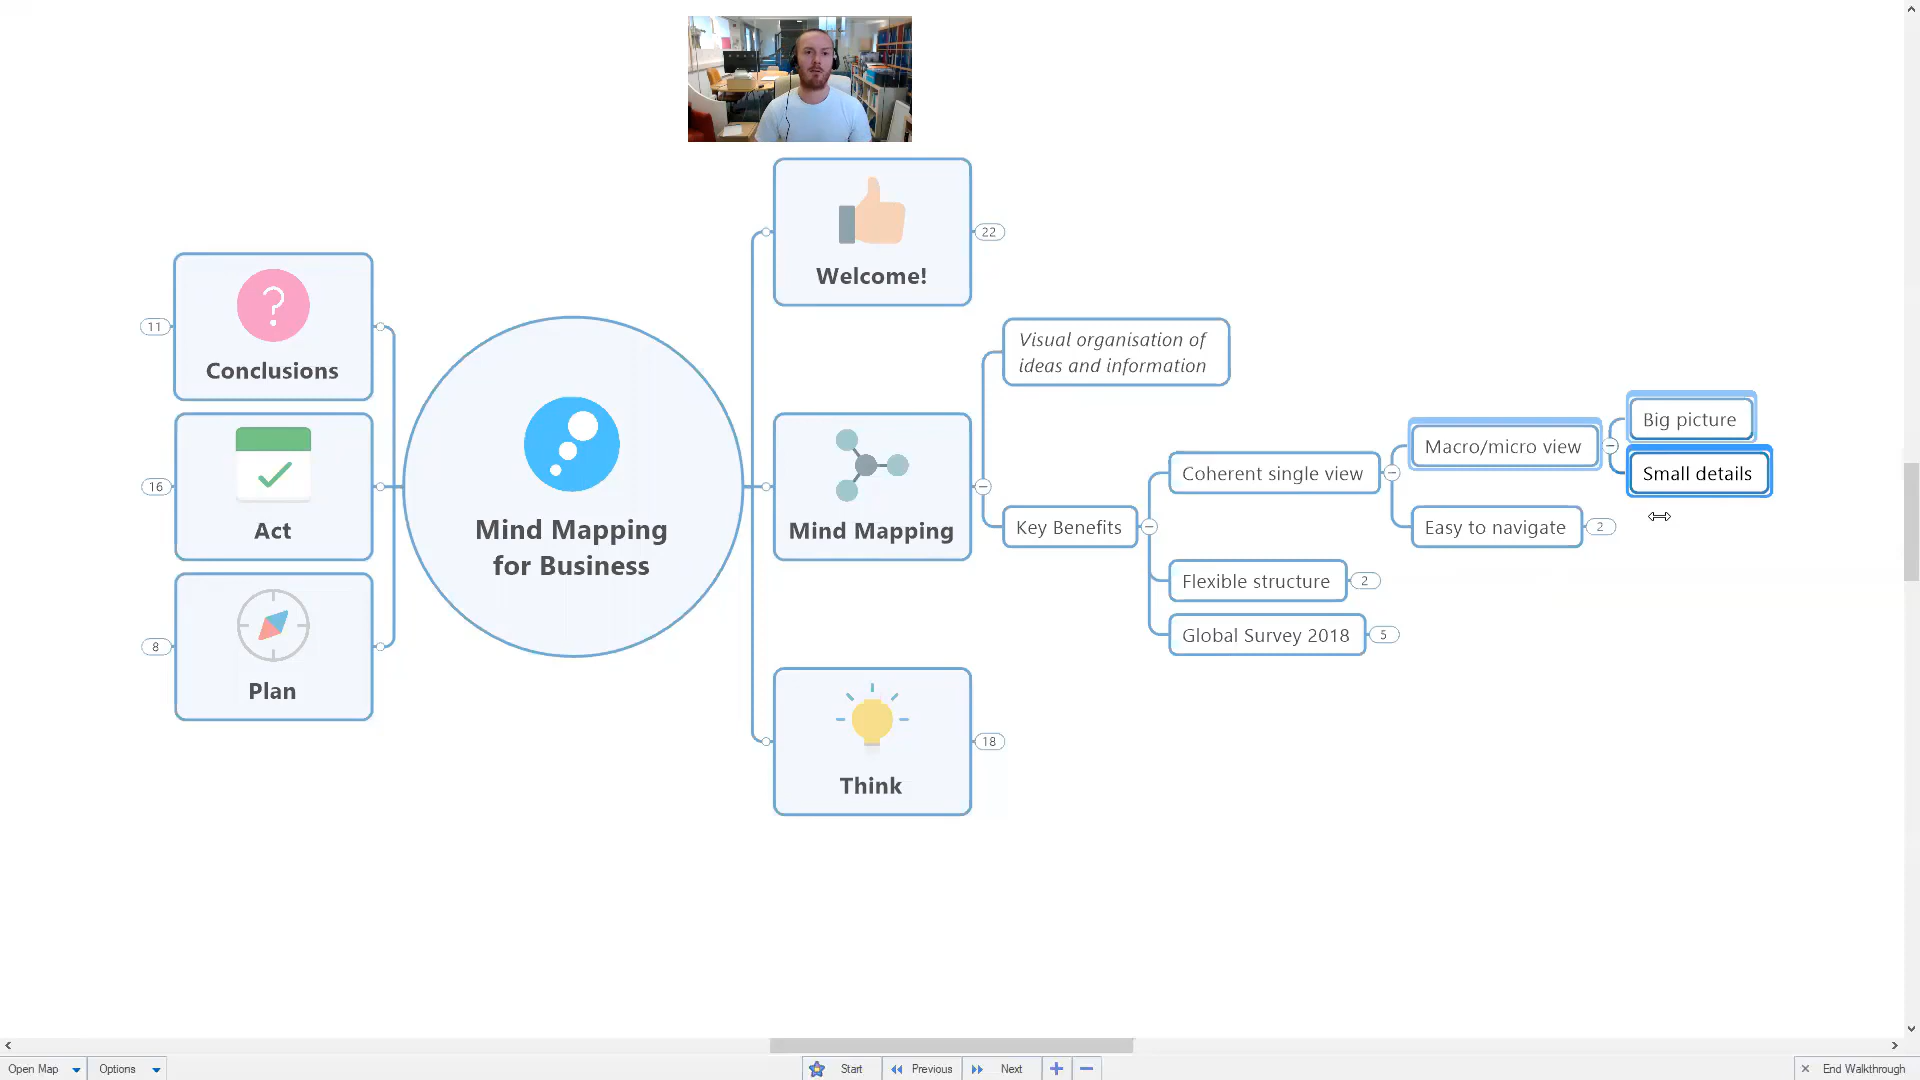 Welcome!
22
Conclusions
11
Act
16
Plan
8
Mind Mapping
for Business
Mind Mapping
Visual organisation of
ideas and information
Key Benefits
Coherent single view
Macro/micro view
Big picture
Small details
Easy to navigate
2
Flexible structure
2
Global Survey 2018
5
Think
18
Open Map
Options
Start
Previous
Next
End Walkthrough